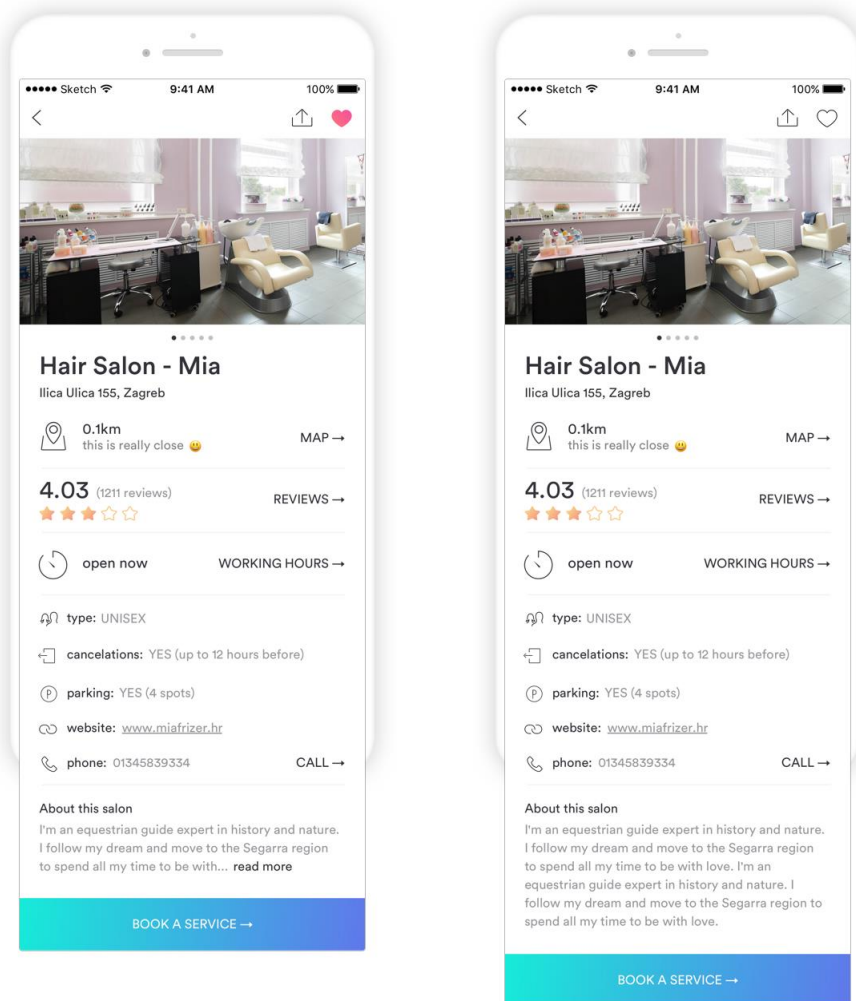 Sketch 9:41 AM 100%
Hair Salon - Mia
Ilica Ulica 155, Zagreb
0.1km
this is really close 😃
MAP→
4.03 (1211 reviews)
REVIEWS→
open now
WORKING HOURS→
type: UNISEX
cancelations: YES (up to 12 hours before)
P parking: YES (4 spots)
website: www.miafrizer.hr
phone: 01345839334 CALL→
About this salon
I'm an equestrian guide expert in history and nature.
I follow my dream and move to the Segarra region
to spend all my time to be with... read more
BOOK A SERVICE→
Sketch 9:41 AM 100%
Hair Salon - Mia
Ilica Ulica 155, Zagreb
0.1km
this is really close 😃
MAP→
4.03 (1211 reviews)
REVIEWS→
open now
WORKING HOURS→
type: UNISEX
cancelations: YES (up to 12 hours before)
P parking: YES (4 spots)
website: www.miafrizer.hr
phone: 01345839334 CALL→
About this salon
I'm an equestrian guide expert in history and nature.
I follow my dream and move to the Segarra region
to spend all my time to be with love. I'm an
equestrian guide expert in history and nature. I
follow my dream and move to the Segarra region to
spend all my time to be with love.
BOOK A SERVICE→